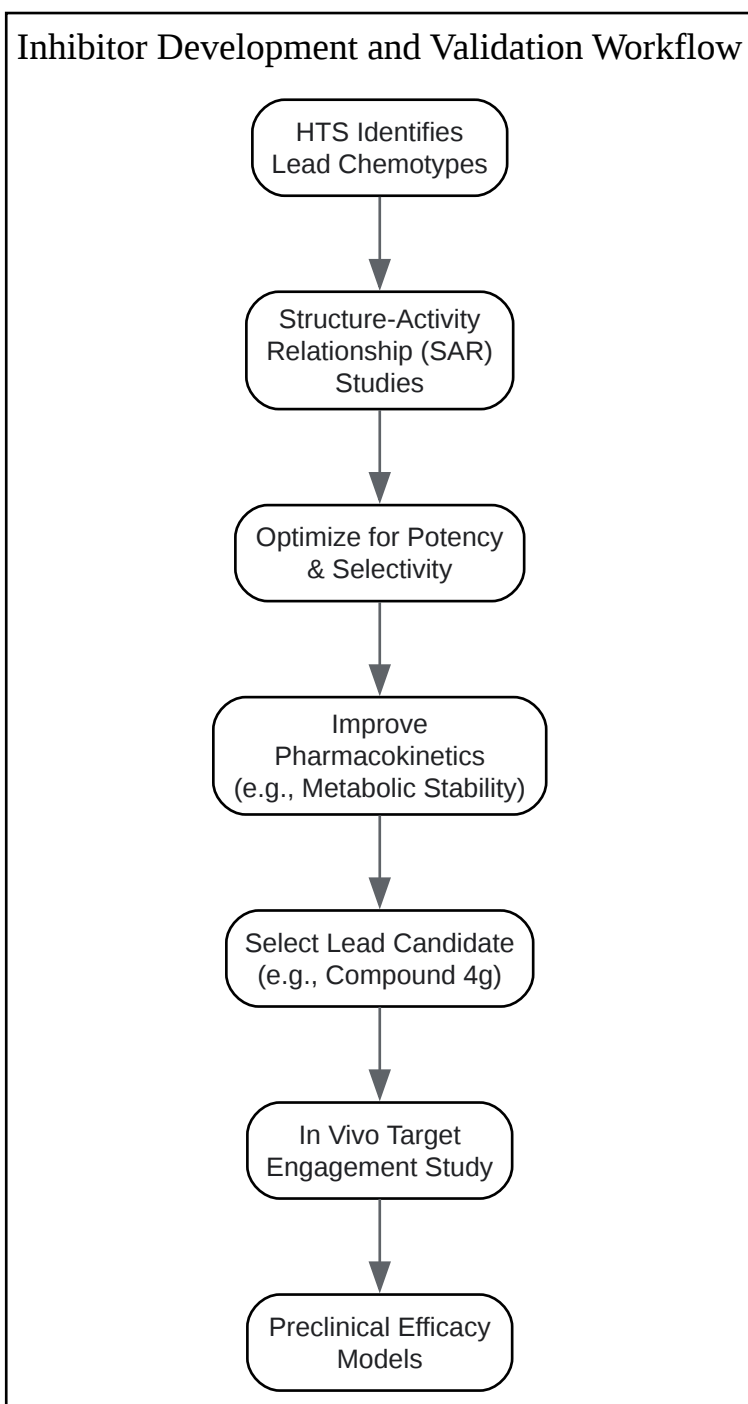 Inhibitor Development and Validation Workflow
HTS Identifies
Lead Chemotypes
Structure-Activity
Relationship (SAR)
Studies
Optimize for Potency
& Selectivity
Improve
Pharmacokinetics
(e.g., Metabolic Stability)
Select Lead Candidate
(e.g., Compound 4g)
In Vivo Target
Engagement Study
Preclinical Efficacy
Models